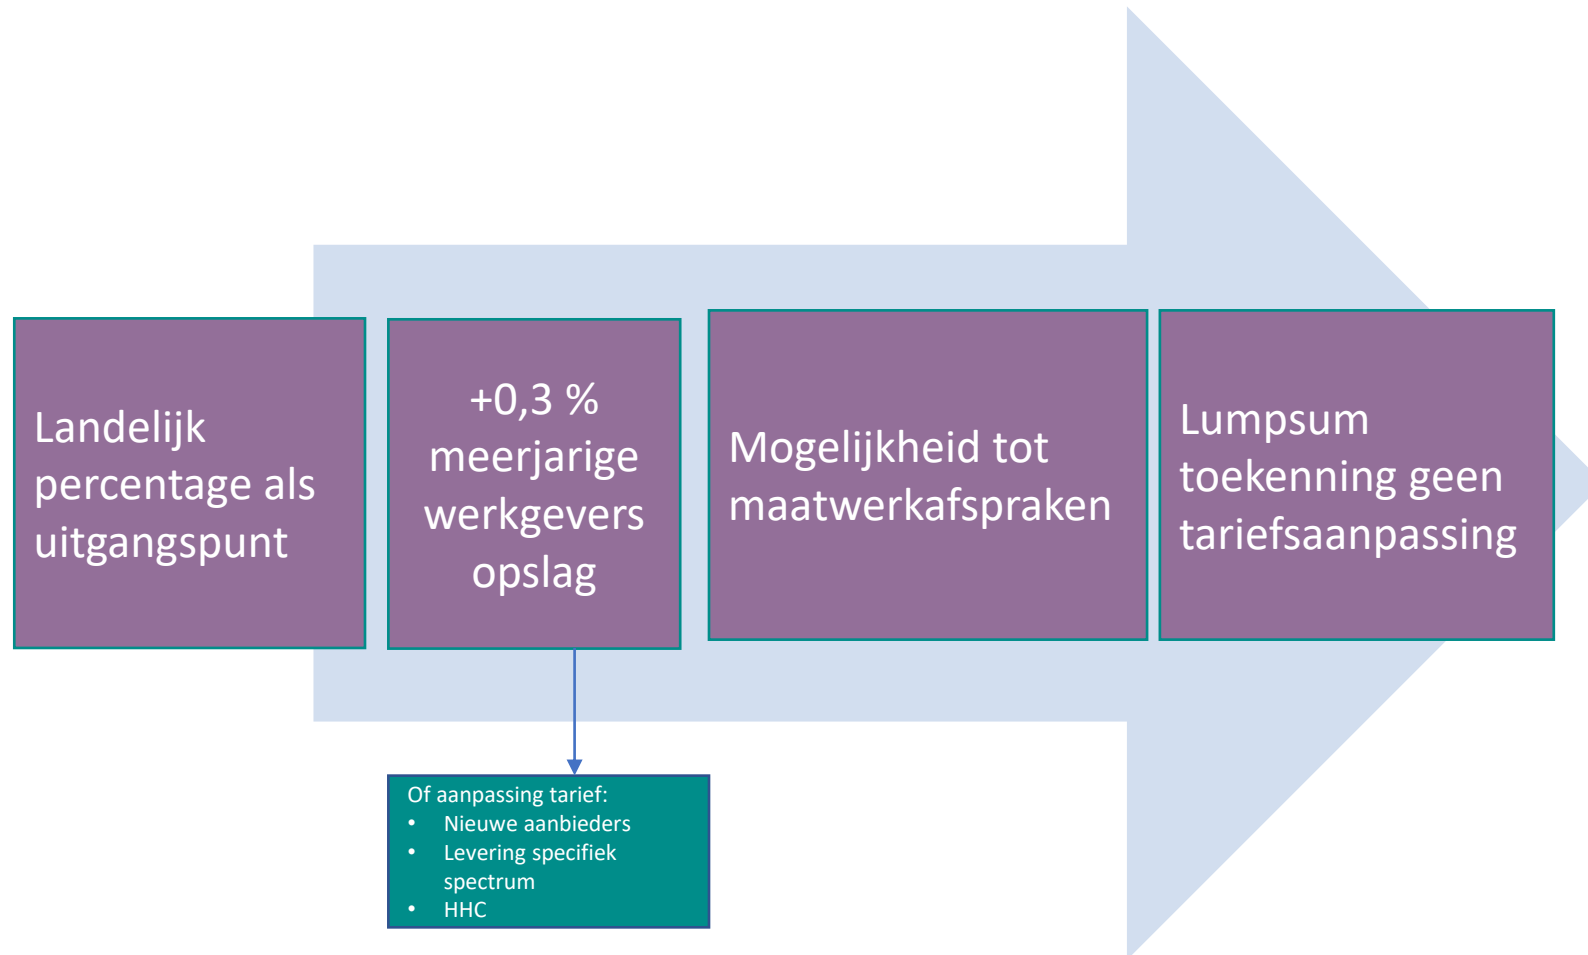 Landelijk
percentage als
uitgangspunt
+0,3 %
meerjarige
werkgevers
opslag
Mogelijkheid tot
maatwerkafspraken
Lumpsum
toekenning geen
tariefsaanpassing
Of aanpassing tarief:
• Nieuwe aanbieders
• Levering specifiek
spectrum
• HHC